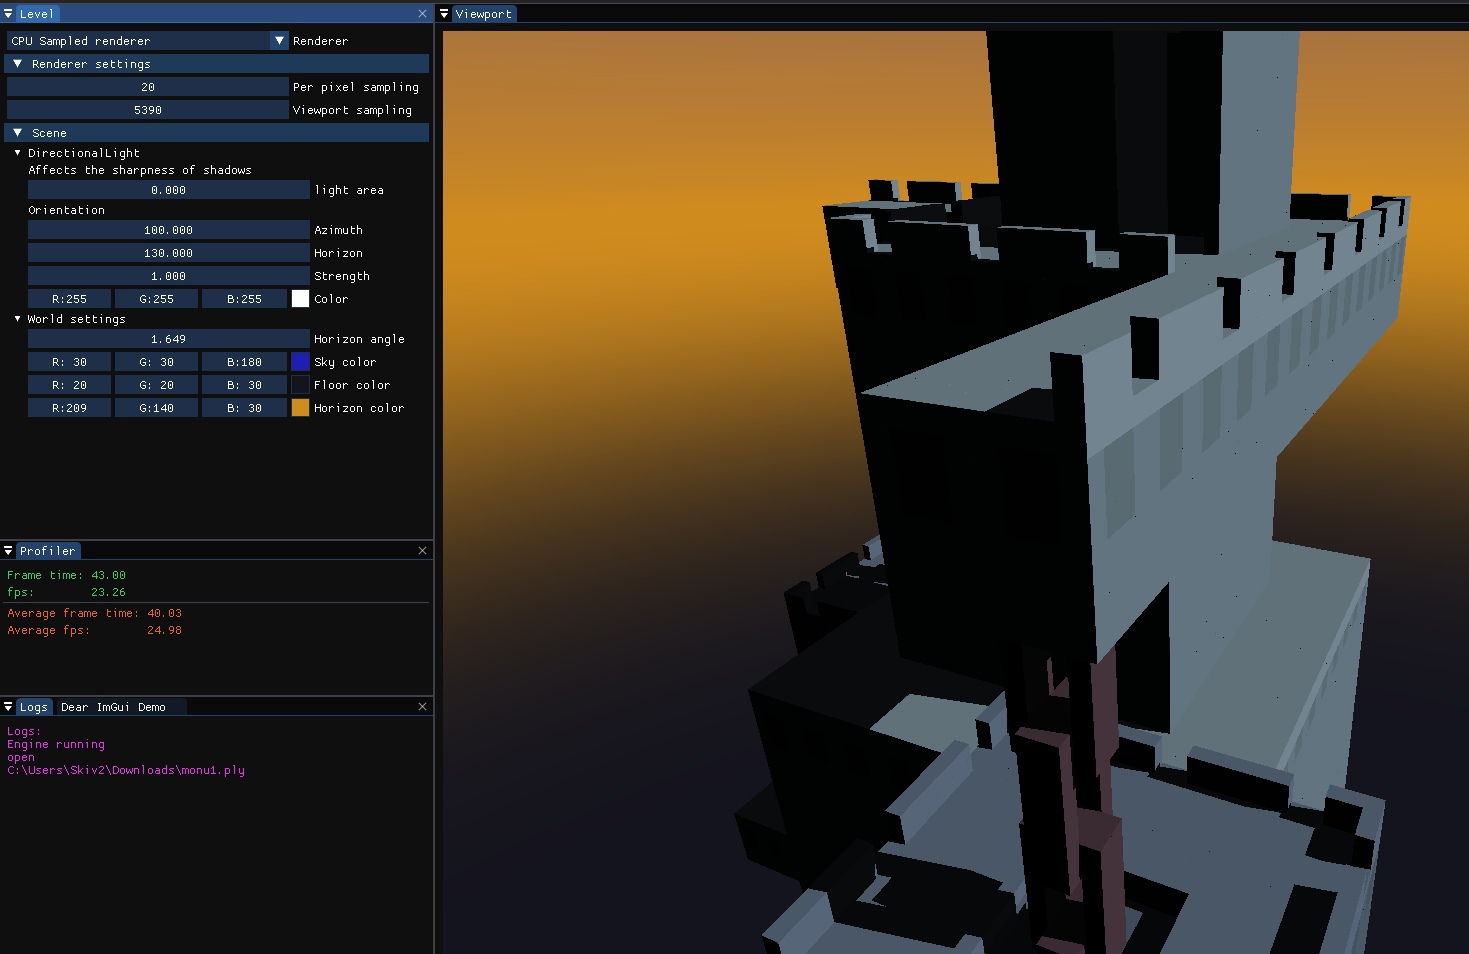 Level
CPU Sampled renderer Renderer
Renderer settings
20 Per pixel sampling
5390 Viewport sampling
Scene
DirectionalLight
Affects the sharpness of shadows
0.000 light area
Orientation
100.000 Azimuth
130.000 Horizon
1.000 Strength
R:255 G:255 B:255 Color
World settings
1.649 Horizon angle
R: 30 G: 30 B:180 Sky color
R: 20 G: 20 B: 30 Floor color
R:209 G:140 B: 30 Horizon color
Profiler
Frame time: 43.00
fps: 23.26
Average frame time: 40.03
Average fps: 24.98
Logs Dear ImGui Demo
Logs:
Engine running
open
C:\Users\Skiv2\Downloads\monu1.ply
Viewport